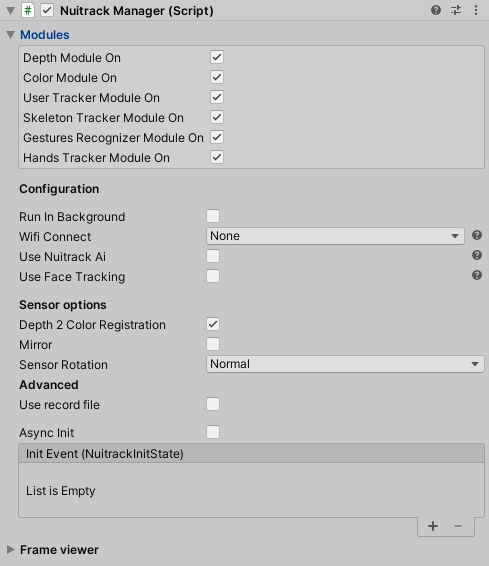 Nuitrack Manager (Script)
Modules
Depth Module On
Color Module On
User Tracker Module On
Skeleton Tracker Module On
Gestures Recognizer Module On
Hands Tracker Module On
Configuration
Run In Background
Wifi Connect None
Use Nuitrack Ai
Use Face Tracking
Sensor options
Depth 2 Color Registration
Mirror
Sensor Rotation Normal
Advanced
Use record file
Async Init
Init Event (NuitrackInitState)
List is Empty
Frame viewer